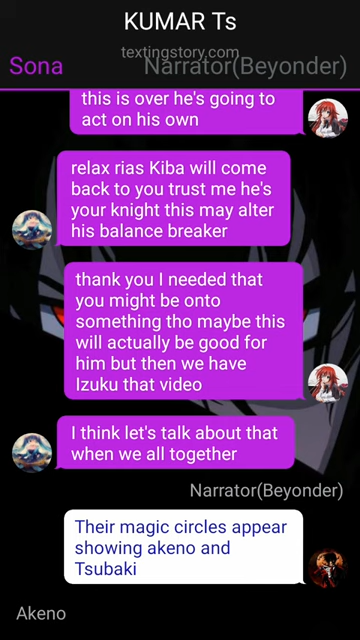 KUMAR Ts
textingstory.com
Sona
Narrator(Beyonder)
this is over he's going to
act on his own
relax rias Kiba will come
back to you trust me he's
your knight this may alter
his balance breaker
thank you I needed that
you might be onto
something tho maybe this
will actually be good for
him but then we have
Izuku that video
I think let's talk about that
when we all together
Narrator(Beyonder)
Their magic circles appear
showing akeno and
Tsubaki
Akeno